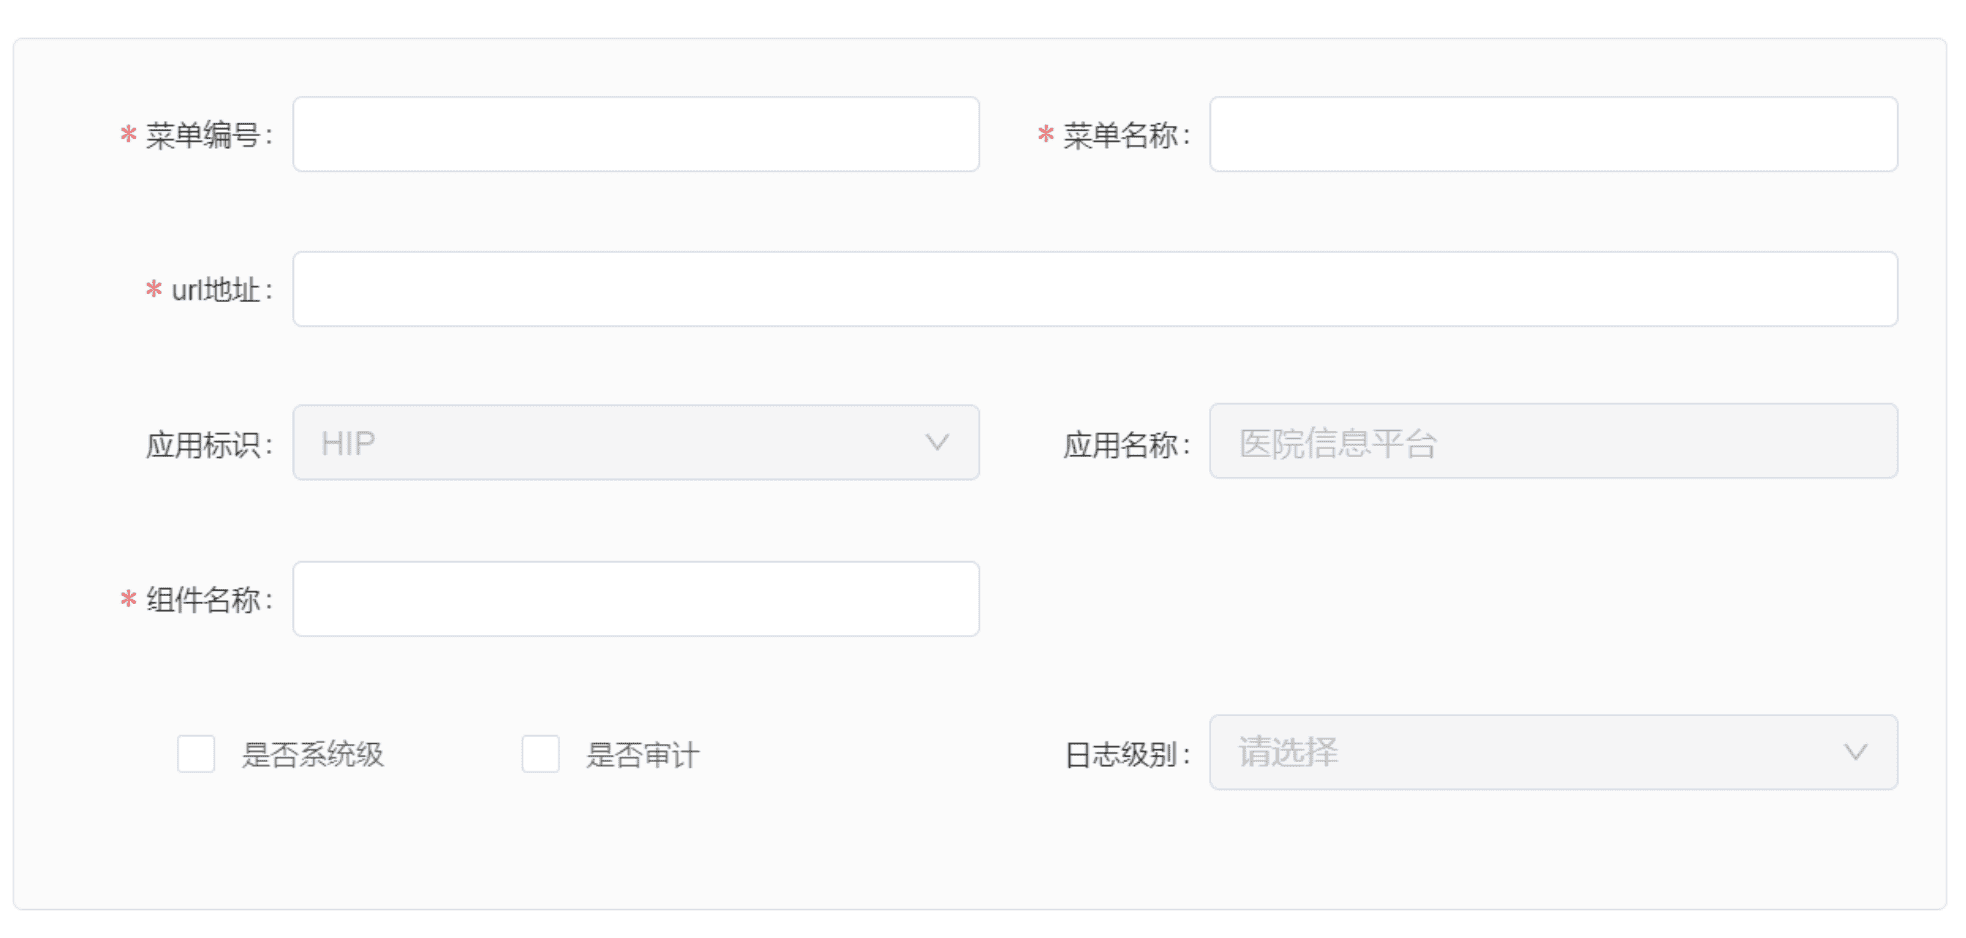 * 菜单编号: * 菜单名称:
* url地址:
应用标识: HIP 应用名称: 医院信息平台
* 组件名称:
是否系统级 是否审计 日志级别: 请选择